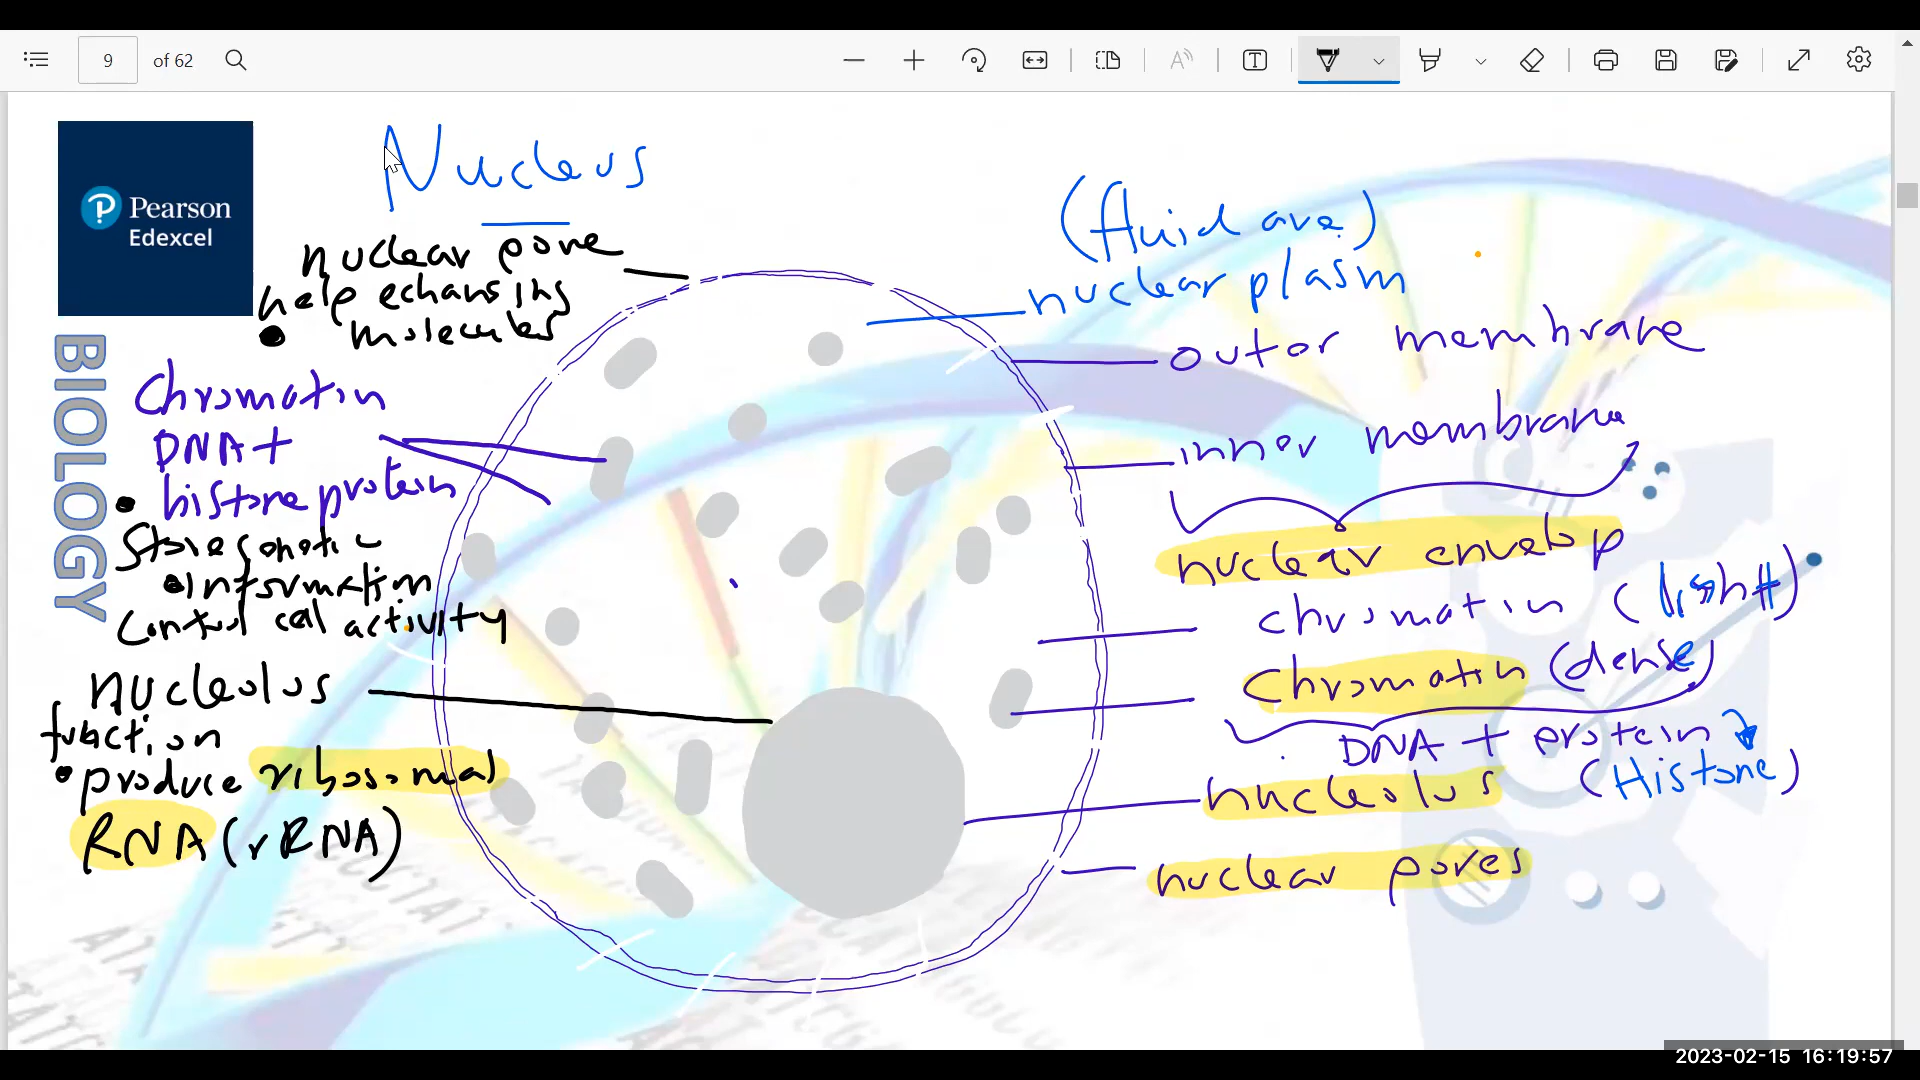 9 of 62
Pearson
Edexcel
BIOLOGY
Nucleus
nuclear pore
help echansing
molecules
Chromatin
DNA +
histone protein
Store genetic
information
Control cell activity
nucleolus
function
produce ribosomal
RNA (rRNA)
(fluid are)
nuclear plasm
outer membrane
inner membrane
nuclear envelop
chromatin (light)
Chromatin (dense)
DNA + protein
(Histone)
nucleolus
nuclear pores
2023-02-15 16:19:57